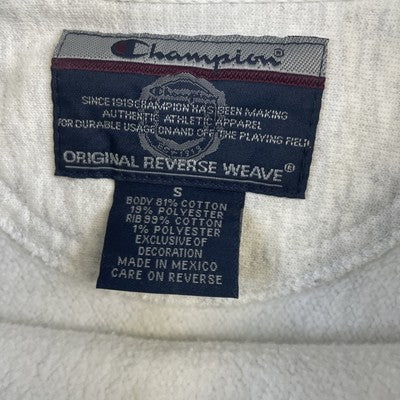 Champion
SINCE 1919 CHAMPION HAS BEEN MAKING
AUTHENTIC ATHLETIC APPAREL
FOR DURABLE USAGE ON AND OFF THE PLAYING FIELD.
ORIGINAL REVERSE WEAVE®
S
BODY 81% COTTON
19% POLYESTER
RIB 99% COTTON
1% POLYESTER
EXCLUSIVE OF
DECORATION
MADE IN MEXICO
CARE ON REVERSE